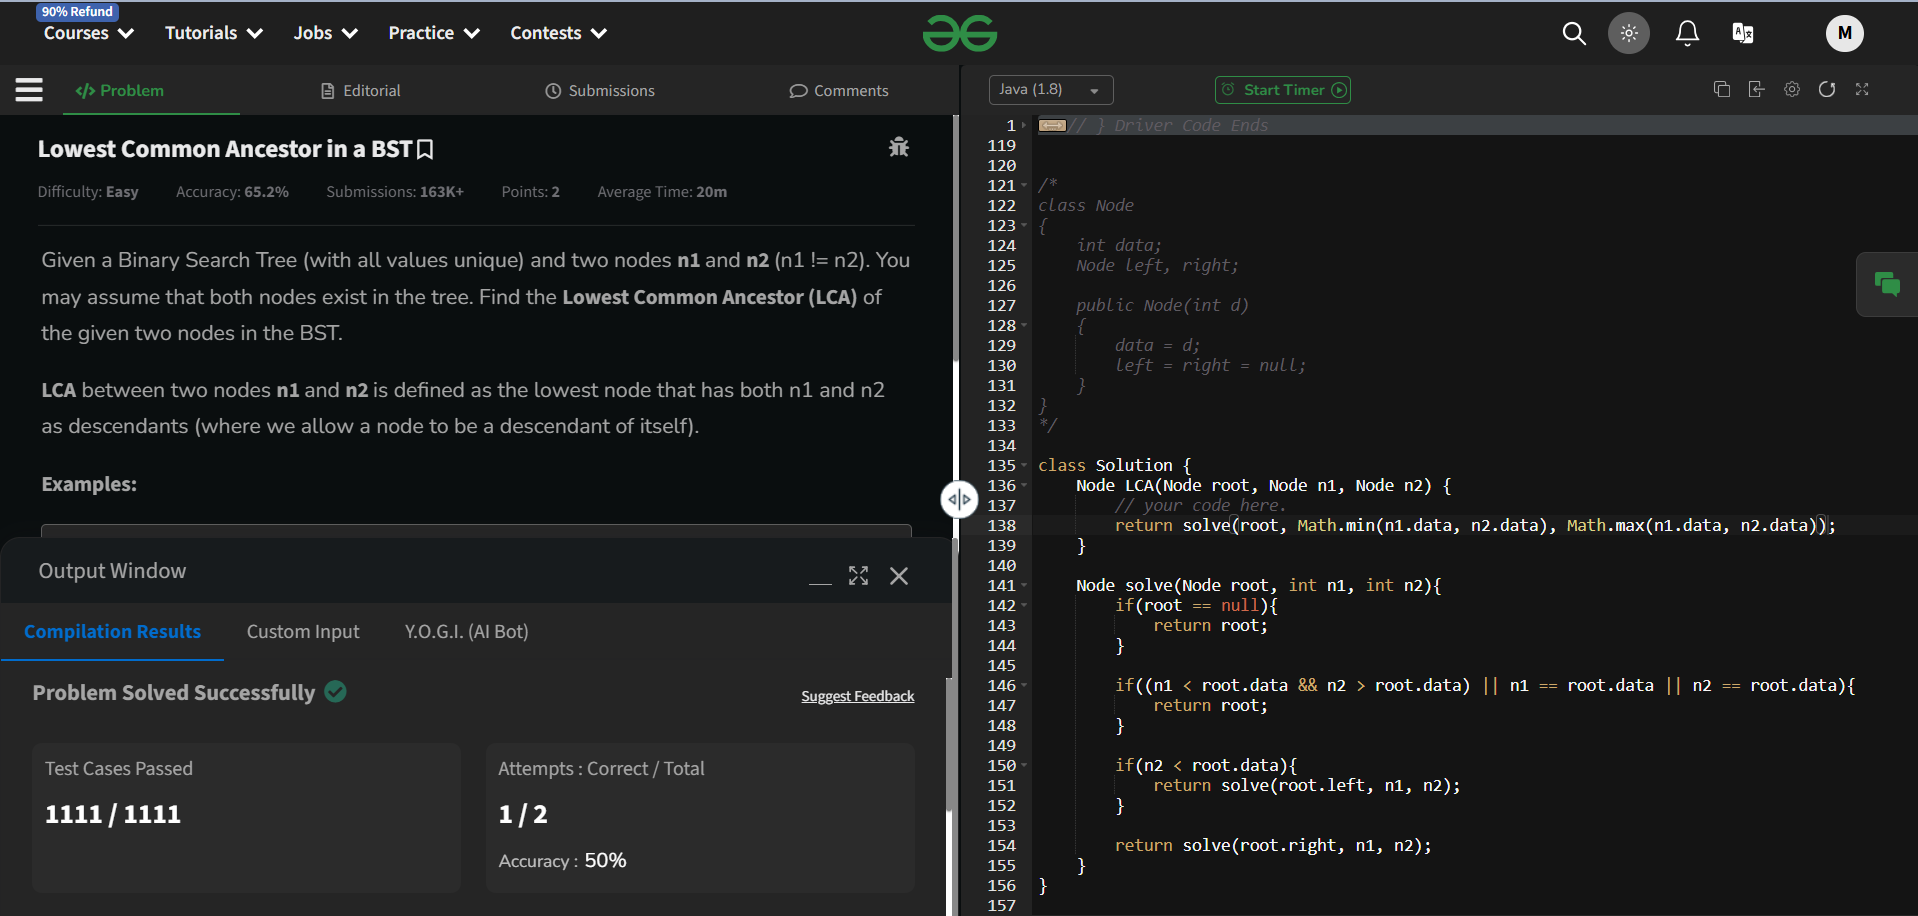 90% Refund
Courses Tutorials Jobs Practice Contests
M
</> Problem Editorial Submissions Comments
Java (1.8) Start Timer
Lowest Common Ancestor in a BST
Difficulty: Easy Accuracy: 65.2% Submissions: 163K+ Points: 2 Average Time: 20m
Given a Binary Search Tree (with all values unique) and two nodes n1 and n2 (n1 != n2). You
may assume that both nodes exist in the tree. Find the Lowest Common Ancestor (LCA) of
the given two nodes in the BST.
LCA between two nodes n1 and n2 is defined as the lowest node that has both n1 and n2
as descendants (where we allow a node to be a descendant of itself).
Examples:
Output Window
Compilation Results Custom Input Y.O.G.I. (AI Bot)
Problem Solved Successfully
Suggest Feedback
Test Cases Passed
1111 / 1111
Attempts : Correct / Total
1 / 2
Accuracy : 50%
1 // } Driver Code Ends
119
120
121 /*
122 class Node
123 {
124     int data;
125     Node left, right;
126
127     public Node(int d)
128     {
129         data = d;
130         left = right = null;
131     }
132 }
133 */
134
135 class Solution {
136     Node LCA(Node root, Node n1, Node n2) {
137         // your code here.
138         return solve(root, Math.min(n1.data, n2.data), Math.max(n1.data, n2.data));
139     }
140
141     Node solve(Node root, int n1, int n2){
142         if(root == null){
143             return root;
144         }
145
146         if((n1 < root.data && n2 > root.data) || n1 == root.data || n2 == root.data){
147             return root;
148         }
149
150         if(n2 < root.data){
151             return solve(root.left, n1, n2);
152         }
153
154         return solve(root.right, n1, n2);
155     }
156 }
157